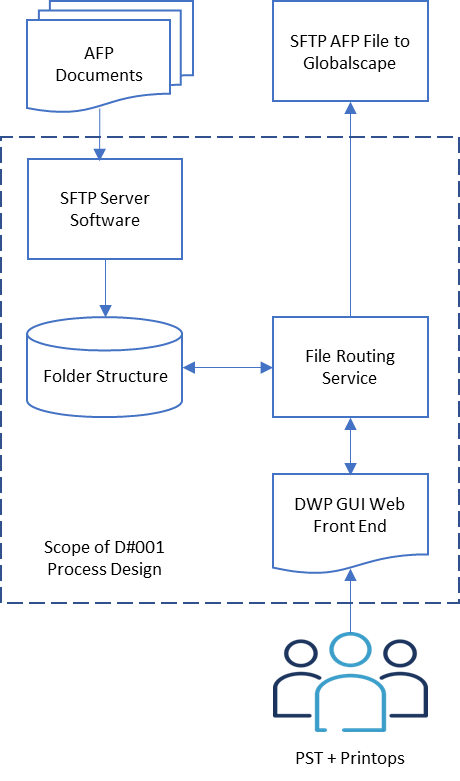 AFP
Documents
SFTP AFP File to
Globalscape
SFTP Server
Software
Folder Structure
File Routing
Service
DWP GUI Web
Front End
Scope of D#001
Process Design
PST + Printops